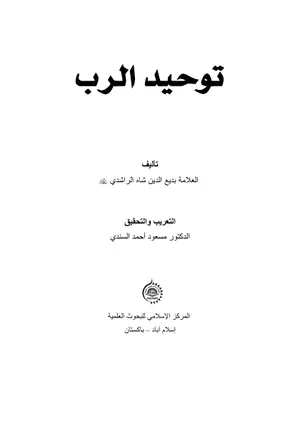 توحيد الرب
تأليف
العلامة بديع الدين شاه الراشدي
التعريب والتحقيق
الدكتور مسعود أحمد السندي
المركز الإسلامي للبحوث العلمية
إسلام آباد – باكستان